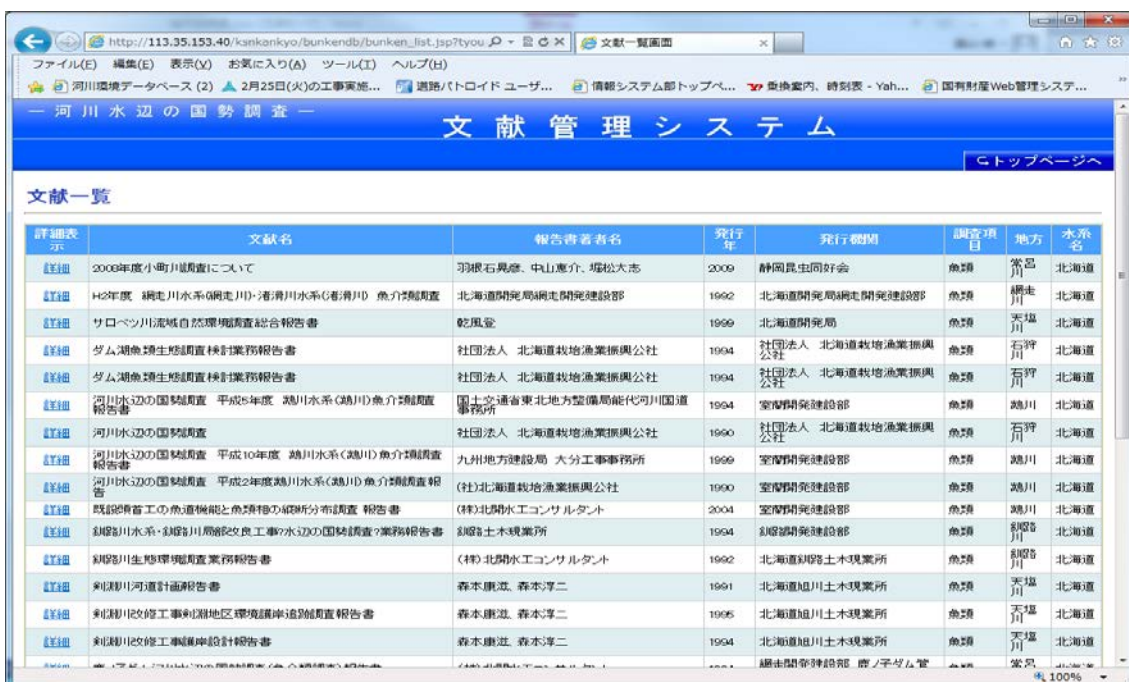 http://113.35.153.40/ksnkankyo/bunkendb/bunken_list.jsp?tyou
文献一覧画面
ファイル(F) 編集(E) 表示(V) お気に入り(A) ツール(T) ヘルプ(H)
河川環境データベース (2) 2月25日(火)の工事実施... 道路パトロイド ユーザ... 情報システム部トップペ... 乗換案内、時刻表 - Yah... 国有財産Web管理システ...
― 河川水辺の国勢調査 ―
文献管理システム
トップページへ
文献一覧
詳細表示 文献名 報告書著者名 発行年 発行機関 調査項目 地方 水系名
詳細 2008年度小町川調査について 羽根石晃彦、中山恵介、堀松大志 2009 静岡昆虫同好会 魚類 常呂川 北海道
詳細 H2年度 網走川水系(網走川)・渚滑川水系(渚滑川) 魚介類調査 北海道開発局網走開発建設部 1992 北海道開発局網走開発建設部 魚類 網走川 北海道
詳細 サロベツ川流域自然環境調査総合報告書 乾風登 1999 北海道開発局 魚類 天塩川 北海道
詳細 ダム湖魚類生態調査検討業務報告書 社団法人 北海道栽培漁業振興公社 1994 社団法人 北海道栽培漁業振興公社 魚類 石狩川 北海道
詳細 ダム湖魚類生態調査検討業務報告書 社団法人 北海道栽培漁業振興公社 1994 社団法人 北海道栽培漁業振興公社 魚類 石狩川 北海道
詳細 河川水辺の国勢調査 平成5年度 鵡川水系(鵡川)魚介類調査報告書 国土交通省東北地方整備局能代河川国道事務所 1994 室蘭開発建設部 魚類 鵡川 北海道
詳細 河川水辺の国勢調査 社団法人 北海道栽培漁業振興公社 1990 社団法人 北海道栽培漁業振興公社 魚類 石狩川 北海道
詳細 河川水辺の国勢調査 平成10年度 鵡川水系(鵡川)魚介類調査報告書 九州地方建設局 大分工事事務所 1999 室蘭開発建設部 魚類 鵡川 北海道
詳細 河川水辺の国勢調査 平成2年度鵡川水系(鵡川)魚介類調査報告 (社)北海道栽培漁業振興公社 1990 室蘭開発建設部 魚類 鵡川 北海道
詳細 既設頭首工の魚道機能と魚類相の縦断分布調査 報告書 (株)北開水工コンサルタント 2004 室蘭開発建設部 魚類 鵡川 北海道
詳細 釧路川水系・釧路川局部改良工事?水辺の国勢調査?業務報告書 釧路土木現業所 1994 釧路開発建設部 魚類 釧路川 北海道
詳細 釧路川生態環境調査業務報告書 (株)北開水工コンサルタント 1992 北海道釧路土木現業所 魚類 釧路川 北海道
詳細 剣淵川河道計画報告書 森本康滋、森本淳二 1991 北海道旭川土木現業所 魚類 天塩川 北海道
詳細 剣淵川改修工事剣淵地区環境護岸追跡調査報告書 森本康滋、森本淳二 1995 北海道旭川土木現業所 魚類 天塩川 北海道
詳細 剣淵川改修工事護岸設計報告書 森本康滋、森本淳二 1994 北海道旭川土木現業所 魚類 天塩川 北海道
網走開発建設部 鹿ノ子ダム管
100%